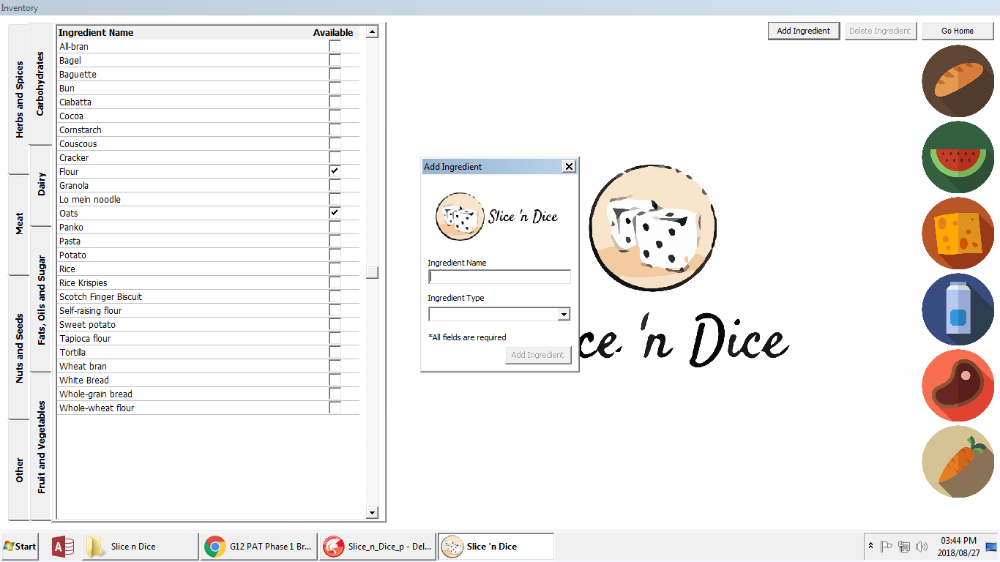 Inventory
Add Ingredient
Delete Ingredient
Go Home
Herbs and Spices
Meat
Nuts and Seeds
Other
Carbohydrates
Dairy
Fats, Oils and Sugar
Fruit and Vegetables
Ingredient Name Available
All-bran
Bagel
Baguette
Bun
Ciabatta
Cocoa
Cornstarch
Couscous
Cracker
Flour
Granola
Lo mein noodle
Oats
Panko
Pasta
Potato
Rice
Rice Krispies
Scotch Finger Biscuit
Self-raising flour
Sweet potato
Tapioca flour
Tortilla
Wheat bran
White Bread
Whole-grain bread
Whole-wheat flour
Add Ingredient
Slice 'n Dice
Ingredient Name
Ingredient Type
*All fields are required
Add Ingredient
ce 'n Dice
Start
Slice n Dice
G12 PAT Phase 1 Br...
Slice_n_Dice_p - Del...
Slice 'n Dice
03:44 PM
2018/08/27